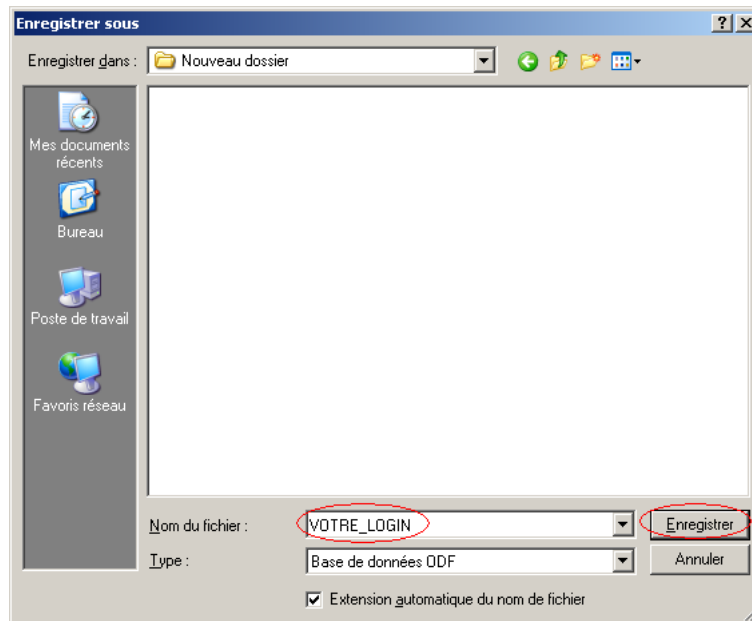 Enregistrer sous
Enregistrer dans :
Nouveau dossier
Mes documents
récents
Bureau
Poste de travail
Favoris réseau
Nom du fichier :
VOTRE_LOGIN
Enregistrer
Type :
Base de données ODF
Annuler
Extension automatique du nom de fichier